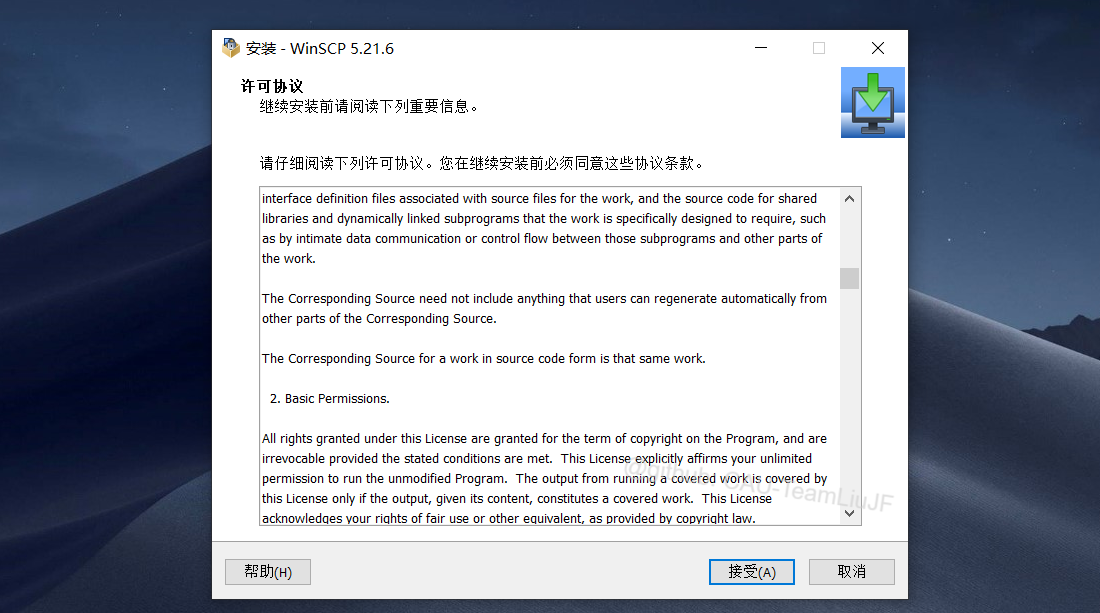 安装 - WinSCP 5.21.6
许可协议
继续安装前请阅读下列重要信息。
请仔细阅读下列许可协议。您在继续安装前必须同意这些协议条款。
interface definition files associated with source files for the work, and the source code for shared
libraries and dynamically linked subprograms that the work is specifically designed to require, such
as by intimate data communication or control flow between those subprograms and other parts of
the work.
The Corresponding Source need not include anything that users can regenerate automatically from
other parts of the Corresponding Source.
The Corresponding Source for a work in source code form is that same work.
2. Basic Permissions.
All rights granted under this License are granted for the term of copyright on the Program, and are
irrevocable provided the stated conditions are met.  This License explicitly affirms your unlimited
permission to run the unmodified Program.  The output from running a covered work is covered by
this License only if the output, given its content, constitutes a covered work.  This License
acknowledges your rights of fair use or other equivalent, as provided by copyright law.
@github: CAU-TeamLiuJF
帮助(H)
接受(A)
取消